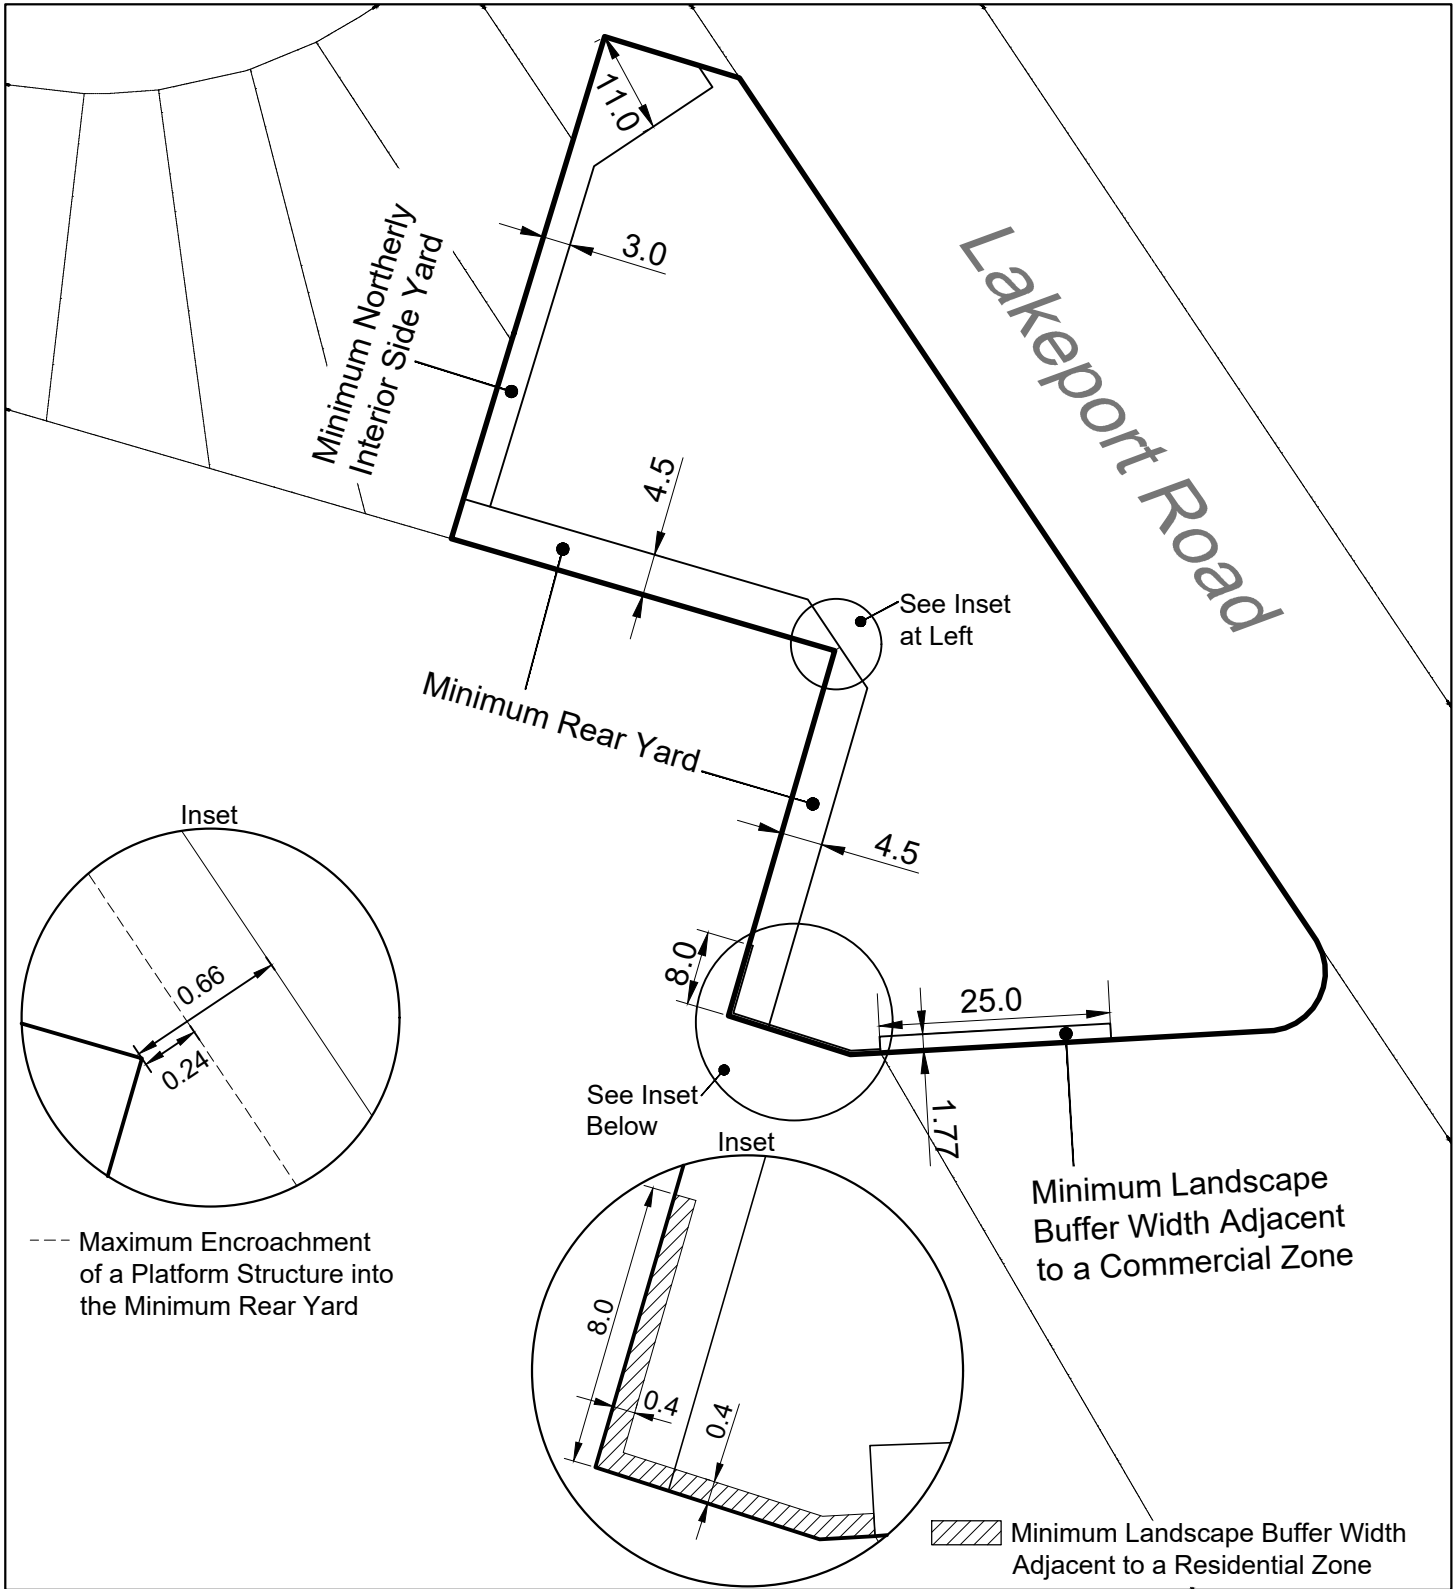 11.0
Minimum Northerly
Interior Side Yard
3.0
Lakeport Road
4.5
See Inset
at Left
Minimum Rear Yard
4.5
Inset
0.66
0.24
--- Maximum Encroachment
of a Platform Structure into
the Minimum Rear Yard
8.0
25.0
1.77
See Inset
Below
Minimum Landscape
Buffer Width Adjacent
to a Commercial Zone
Inset
8.0
0.4
0.4
Minimum Landscape Buffer Width
Adjacent to a Residential Zone